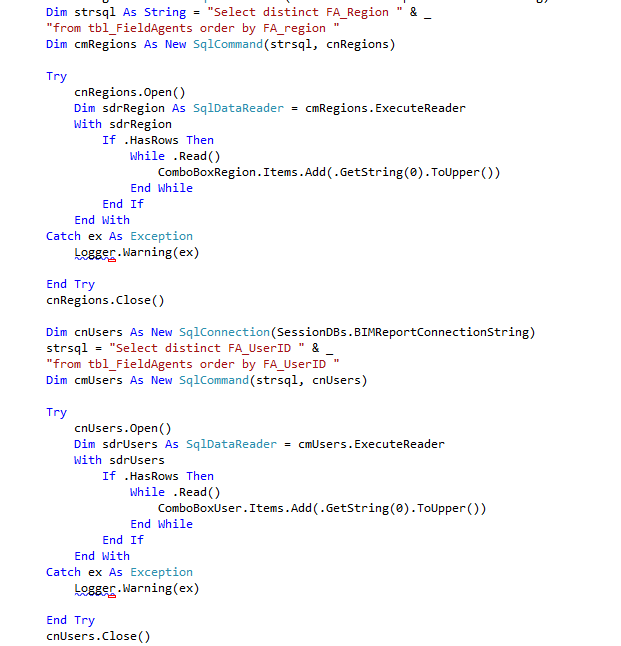 Dim strsql As String = "Select distinct FA_Region " & _
"from tbl_FieldAgents order by FA_region "
Dim cmRegions As New SqlCommand(strsql, cnRegions)
Try
cnRegions.Open()
Dim sdrRegion As SqlDataReader = cmRegions.ExecuteReader
With sdrRegion
If .HasRows Then
While .Read()
ComboBoxRegion.Items.Add(.GetString(0).ToUpper())
End While
End If
End With
Catch ex As Exception
Logger.Warning(ex)
End Try
cnRegions.Close()
Dim cnUsers As New SqlConnection(SessionDBs.BIMReportConnectionString)
strsql = "Select distinct FA_UserID " & _
"from tbl_FieldAgents order by FA_UserID "
Dim cmUsers As New SqlCommand(strsql, cnUsers)
Try
cnUsers.Open()
Dim sdrUsers As SqlDataReader = cmUsers.ExecuteReader
With sdrUsers
If .HasRows Then
While .Read()
ComboBoxUser.Items.Add(.GetString(0).ToUpper())
End While
End If
End With
Catch ex As Exception
Logger.Warning(ex)
End Try
cnUsers.Close()